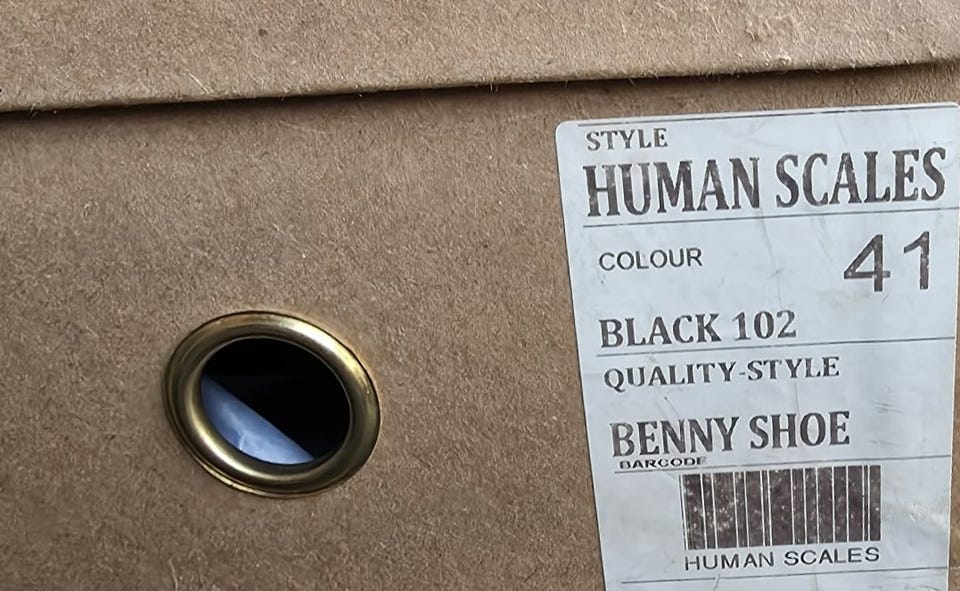 STYLE
HUMAN SCALES
COLOUR 41
BLACK 102
QUALITY-STYLE
BENNY SHOE
BARCODE
HUMAN SCALES